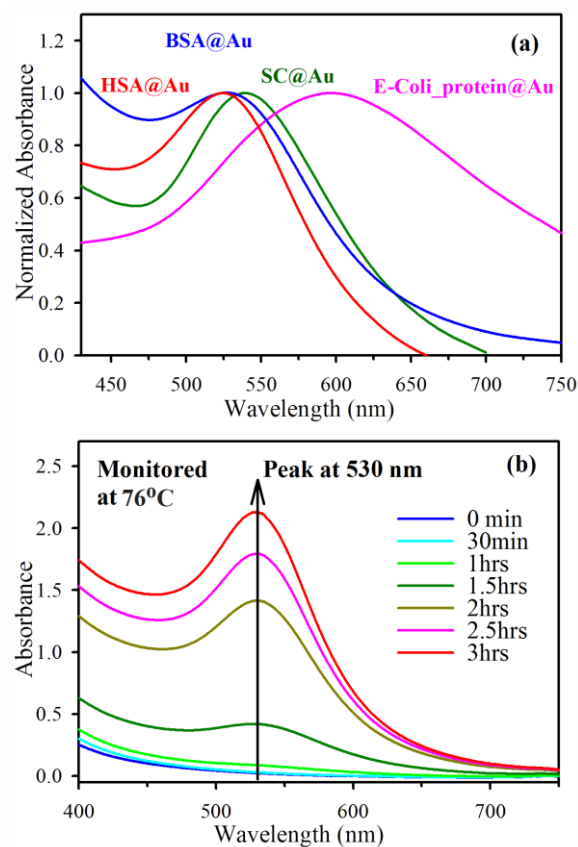 (a)
BSA@Au
HSA@Au
SC@Au
E-Coli_protein@Au
Normalized Absorbance
1.2
1.0
0.8
0.6
0.4
0.2
0.0
450 500 550 600 650 700 750
Wavelength (nm)
(b)
Monitored
at 76°C
Peak at 530 nm
0 min
30min
1hrs
1.5hrs
2hrs
2.5hrs
3hrs
Absorbance
2.5
2.0
1.5
1.0
0.5
0.0
400 500 600 700
Wavelength (nm)